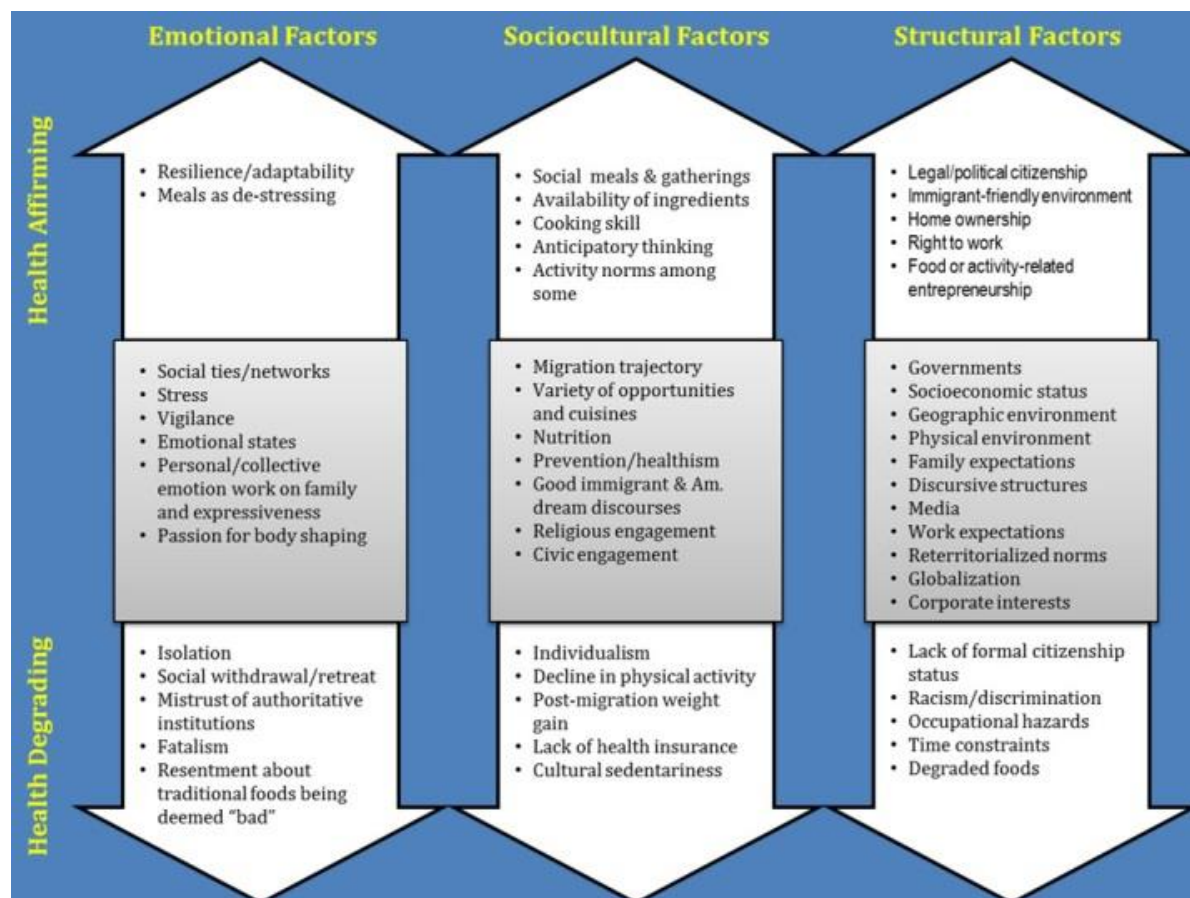 Emotional Factors
Sociocultural Factors
Structural Factors
Health Affirming
• Resilience/adaptability
• Meals as de-stressing
• Social meals & gatherings
• Availability of ingredients
• Cooking skill
• Anticipatory thinking
• Activity norms among
some
• Legal/political citizenship
• Immigrant-friendly environment
• Home ownership
• Right to work
• Food or activity-related
entrepreneurship
• Social ties/networks
• Stress
• Vigilance
• Emotional states
• Personal/collective
emotion work on family
and expressiveness
• Passion for body shaping
• Migration trajectory
• Variety of opportunities
and cuisines
• Nutrition
• Prevention/healthism
• Good immigrant & Am.
dream discourses
• Religious engagement
• Civic engagement
• Governments
• Socioeconomic status
• Geographic environment
• Physical environment
• Family expectations
• Discursive structures
• Media
• Work expectations
• Reterritorialized norms
• Globalization
• Corporate interests
Health Degrading
• Isolation
• Social withdrawal/retreat
• Mistrust of authoritative
institutions
• Fatalism
• Resentment about
traditional foods being
deemed “bad”
• Individualism
• Decline in physical activity
• Post-migration weight
gain
• Lack of health insurance
• Cultural sedentariness
• Lack of formal citizenship
status
• Racism/discrimination
• Occupational hazards
• Time constraints
• Degraded foods